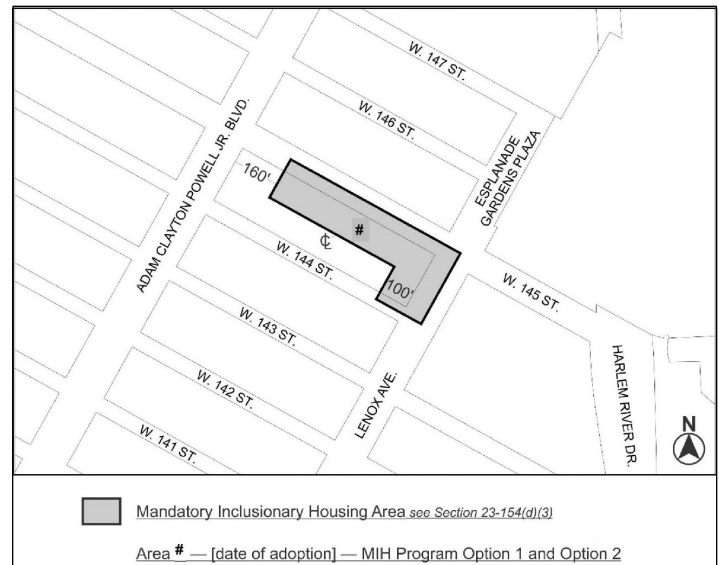 W. 147 ST.
W. 146 ST.
ADAM CLAYTON POWELL JR. BLVD.
ESPLANADE
GARDENS PLAZA
160'
#
℄
W. 144 ST.
100'
W. 145 ST.
W. 143 ST.
HARLEM RIVER DR.
W. 142 ST.
LENOX AVE.
W. 141 ST.
N
Mandatory Inclusionary Housing Area see Section 23-154(d)(3)
Area # — [date of adoption] — MIH Program Option 1 and Option 2